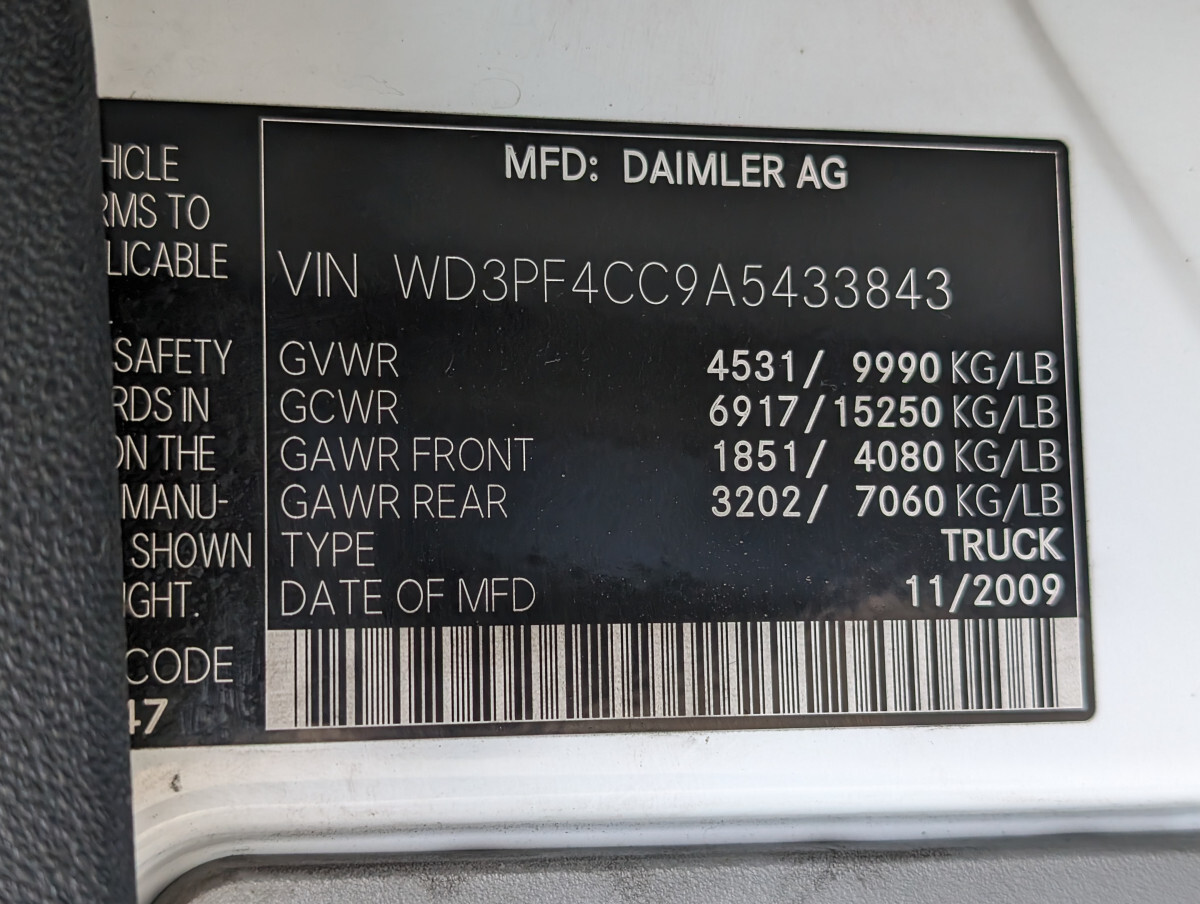 HICLE
RMS TO
LICABLE
SAFETY
RDS IN
ON THE
MANU-
SHOWN
GHT.
CODE
47
MFD: DAIMLER AG
VIN WD3PF4CC9A5433843
GVWR 4531/ 9990 KG/LB
GCWR 6917/15250 KG/LB
GAWR FRONT 1851/ 4080 KG/LB
GAWR REAR 3202/ 7060 KG/LB
TYPE TRUCK
DATE OF MFD 11/2009